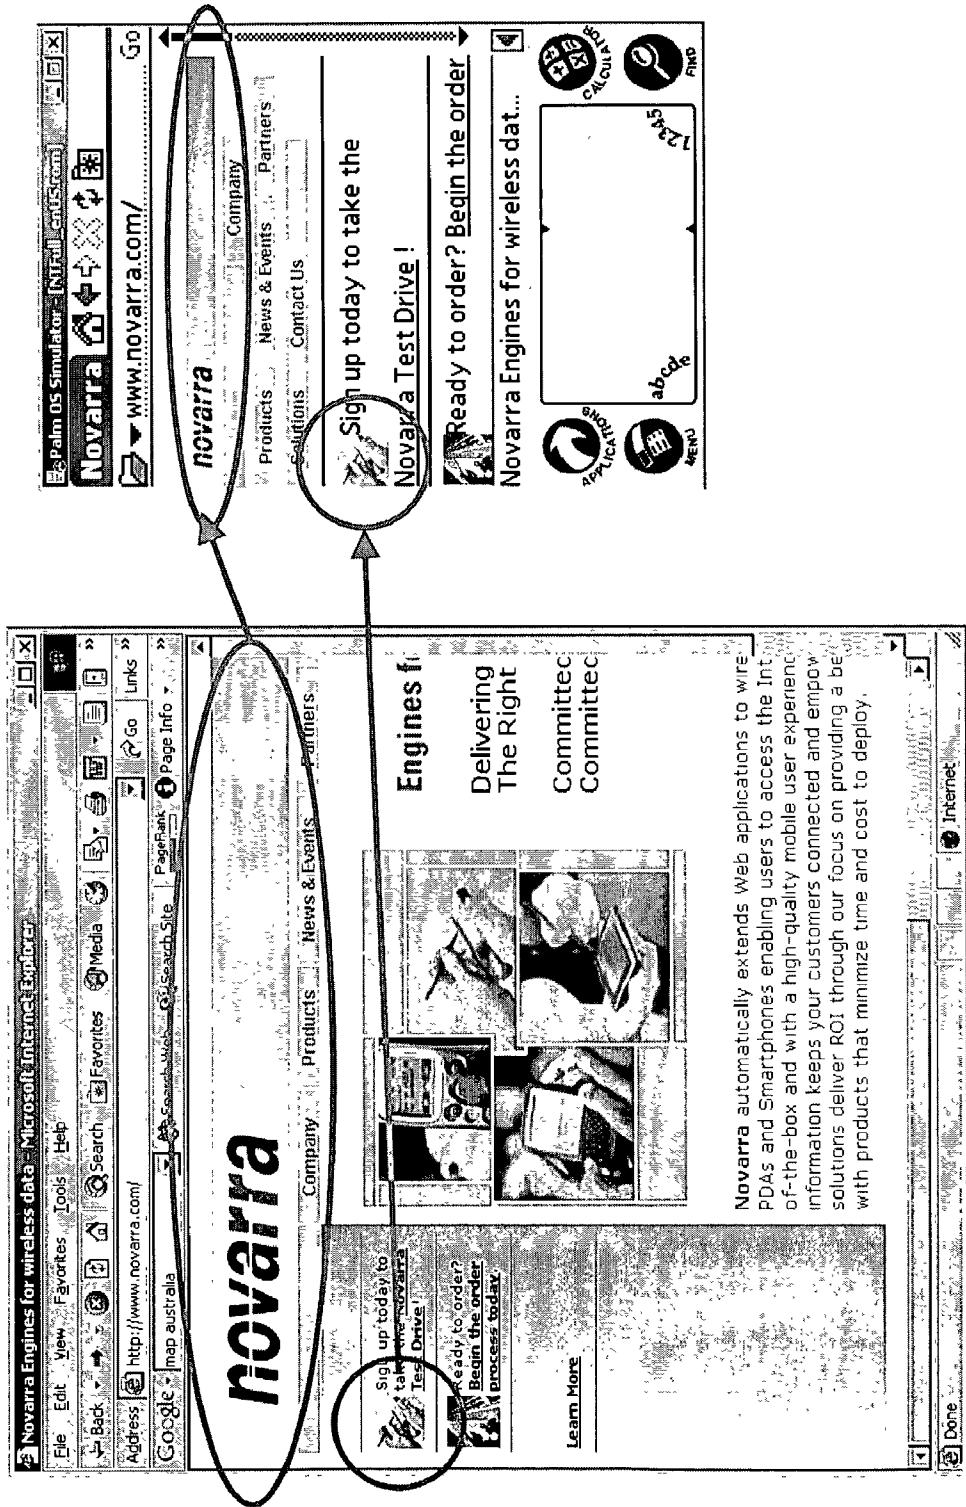 Novarra Engines for wireless data - Microsoft Internet Explorer
File Edit View Favorites Tools Help
Back Search Favorites Media
Address http://www.novarra.com/ Go Links »
Google map australia Search Web Search Site PageRank Page Info
novarra
Company Products News & Events Partners
Sign up today to
take the Novarra
Test Drive!
Ready to order?
Begin the order
process today.
Learn More
Engines f
Delivering
The Right
Committec
Committec
Novarra automatically extends Web applications to wire
PDAs and Smartphones enabling users to access the Int
of-the-box and with a high-quality mobile user experienc
information keeps your customers connected and empow
solutions deliver ROI through our focus on providing a be
with products that minimize time and cost to deploy.
Done Internet
Palm OS Simulator - [NTFull_enUS.rom]
Novarra
www.novarra.com/ Go
novarra
Company
Products News & Events Partners
Solutions Contact Us
Sign up today to take the
Novarra Test Drive !
Ready to order? Begin the order
Novarra Engines for wireless dat...
APPLICATIONS
MENU
abcde
12345
CALCULATOR
FIND